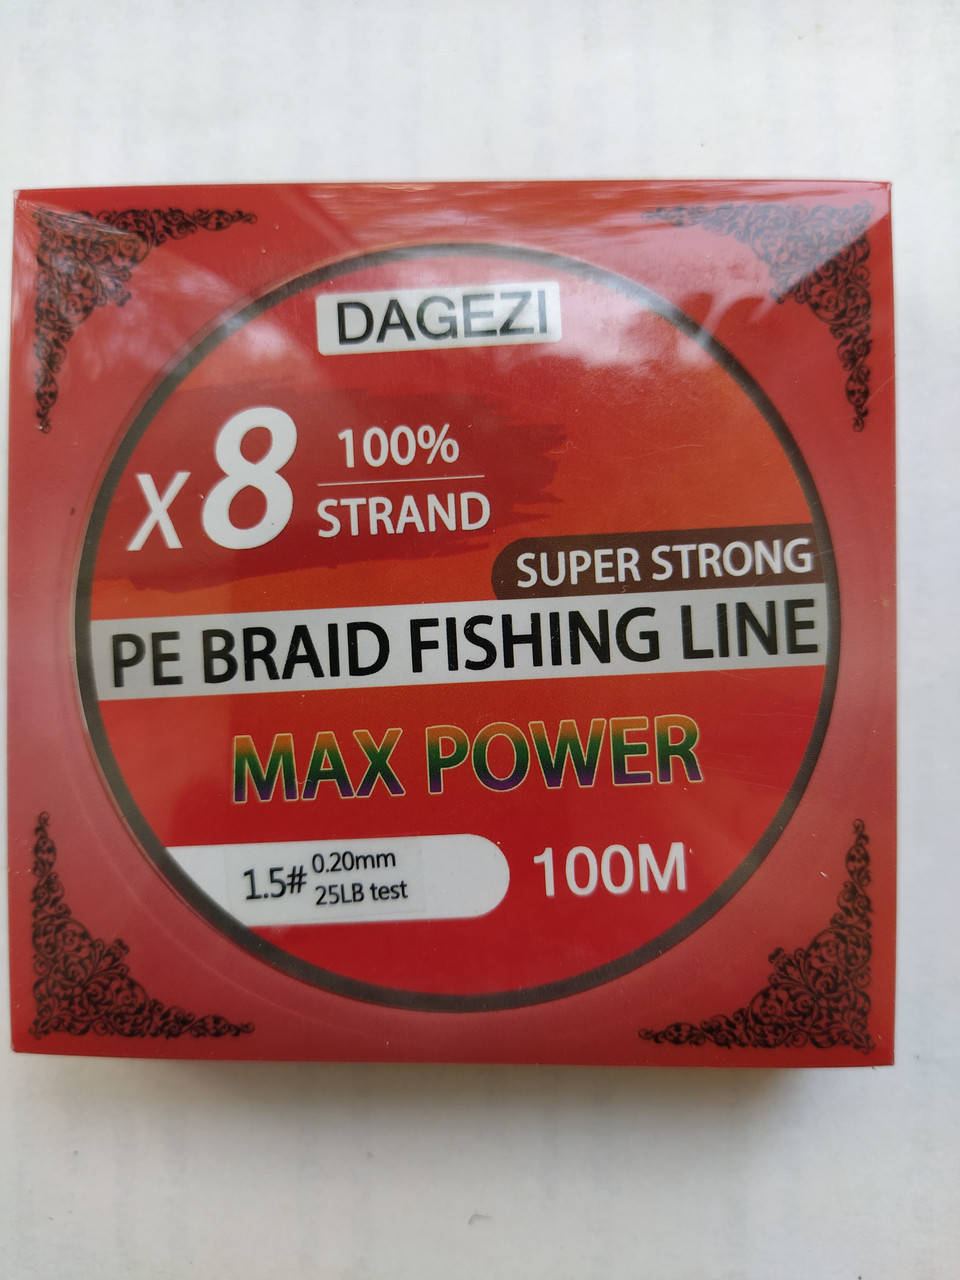 DAGEZI
X8 100%
STRAND
SUPER STRONG
PE BRAID FISHING LINE
MAX POWER
1.5# 0.20mm
25LB test
100M